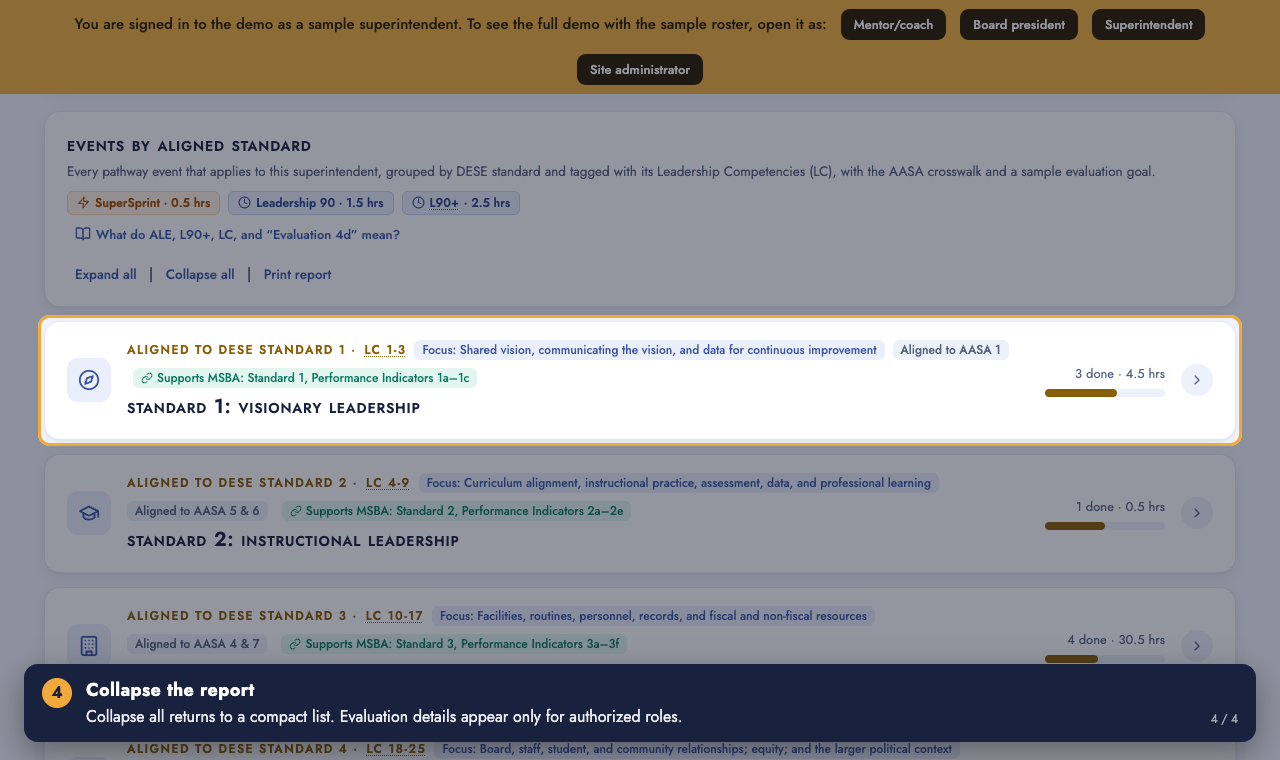 You are signed in to the demo as a sample superintendent. To see the full demo with the sample roster, open it as: Mentor/coach Board president Superintendent
Site administrator
EVENTS BY ALIGNED STANDARD
Every pathway event that applies to this superintendent, grouped by DESE standard and tagged with its Leadership Competencies (LC), with the AASA crosswalk and a sample evaluation goal.
SuperSprint · 0.5 hrs Leadership 90 · 1.5 hrs L90+ · 2.5 hrs
What do ALE, L90+, LC, and “Evaluation 4d” mean?
Expand all | Collapse all | Print report
ALIGNED TO DESE STANDARD 1 · LC 1-3 Focus: Shared vision, communicating the vision, and data for continuous improvement Aligned to AASA 1
Supports MSBA: Standard 1, Performance Indicators 1a–1c
STANDARD 1: VISIONARY LEADERSHIP
3 done · 4.5 hrs
ALIGNED TO DESE STANDARD 2 · LC 4-9 Focus: Curriculum alignment, instructional practice, assessment, data, and professional learning
Aligned to AASA 5 & 6 Supports MSBA: Standard 2, Performance Indicators 2a–2e
STANDARD 2: INSTRUCTIONAL LEADERSHIP
1 done · 0.5 hrs
ALIGNED TO DESE STANDARD 3 · LC 10-17 Focus: Facilities, routines, personnel, records, and fiscal and non-fiscal resources
Aligned to AASA 4 & 7 Supports MSBA: Standard 3, Performance Indicators 3a–3f
4 done · 30.5 hrs
4 Collapse the report
Collapse all returns to a compact list. Evaluation details appear only for authorized roles.
4 / 4
ALIGNED TO DESE STANDARD 4 · LC 18-25 Focus: Board, staff, student, and community relationships; equity; and the larger political context